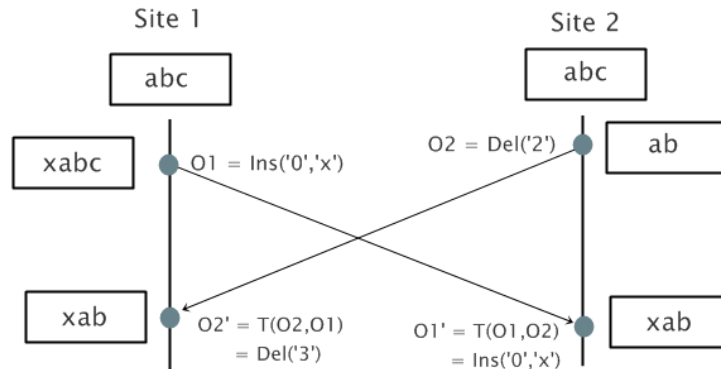 Site 1
Site 2
abc
abc
xabc
O1 = Ins('0','x')
O2 = Del('2')
ab
xab
O2' = T(O2,O1)
= Del('3')
O1' = T(O1,O2)
= Ins('0','x')
xab